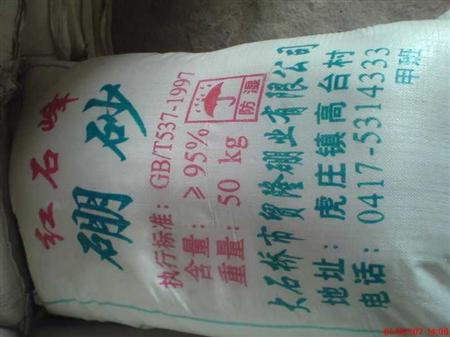 红石峰
硼砂
执行标准：GB/T537-1997
含量：≥95%
重量：50 kg
防湿
大石桥市贸隆硼业有限公司
地址：虎庄镇高台村
电话：0417-5314333
甲班